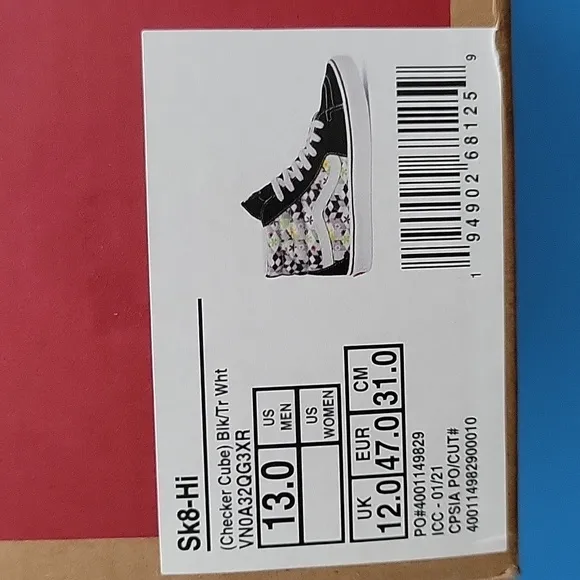 Sk8-Hi
(Checker Cube) Blk/Tr Wht
VN0A32QG3XR
13.0 US MEN
US WOMEN
UK EUR CM
12.0 47.0 31.0
PO#4001149829
ICC - 01/21
CPSIA PO/CUT#
400114982900010
1 94902 68125 9